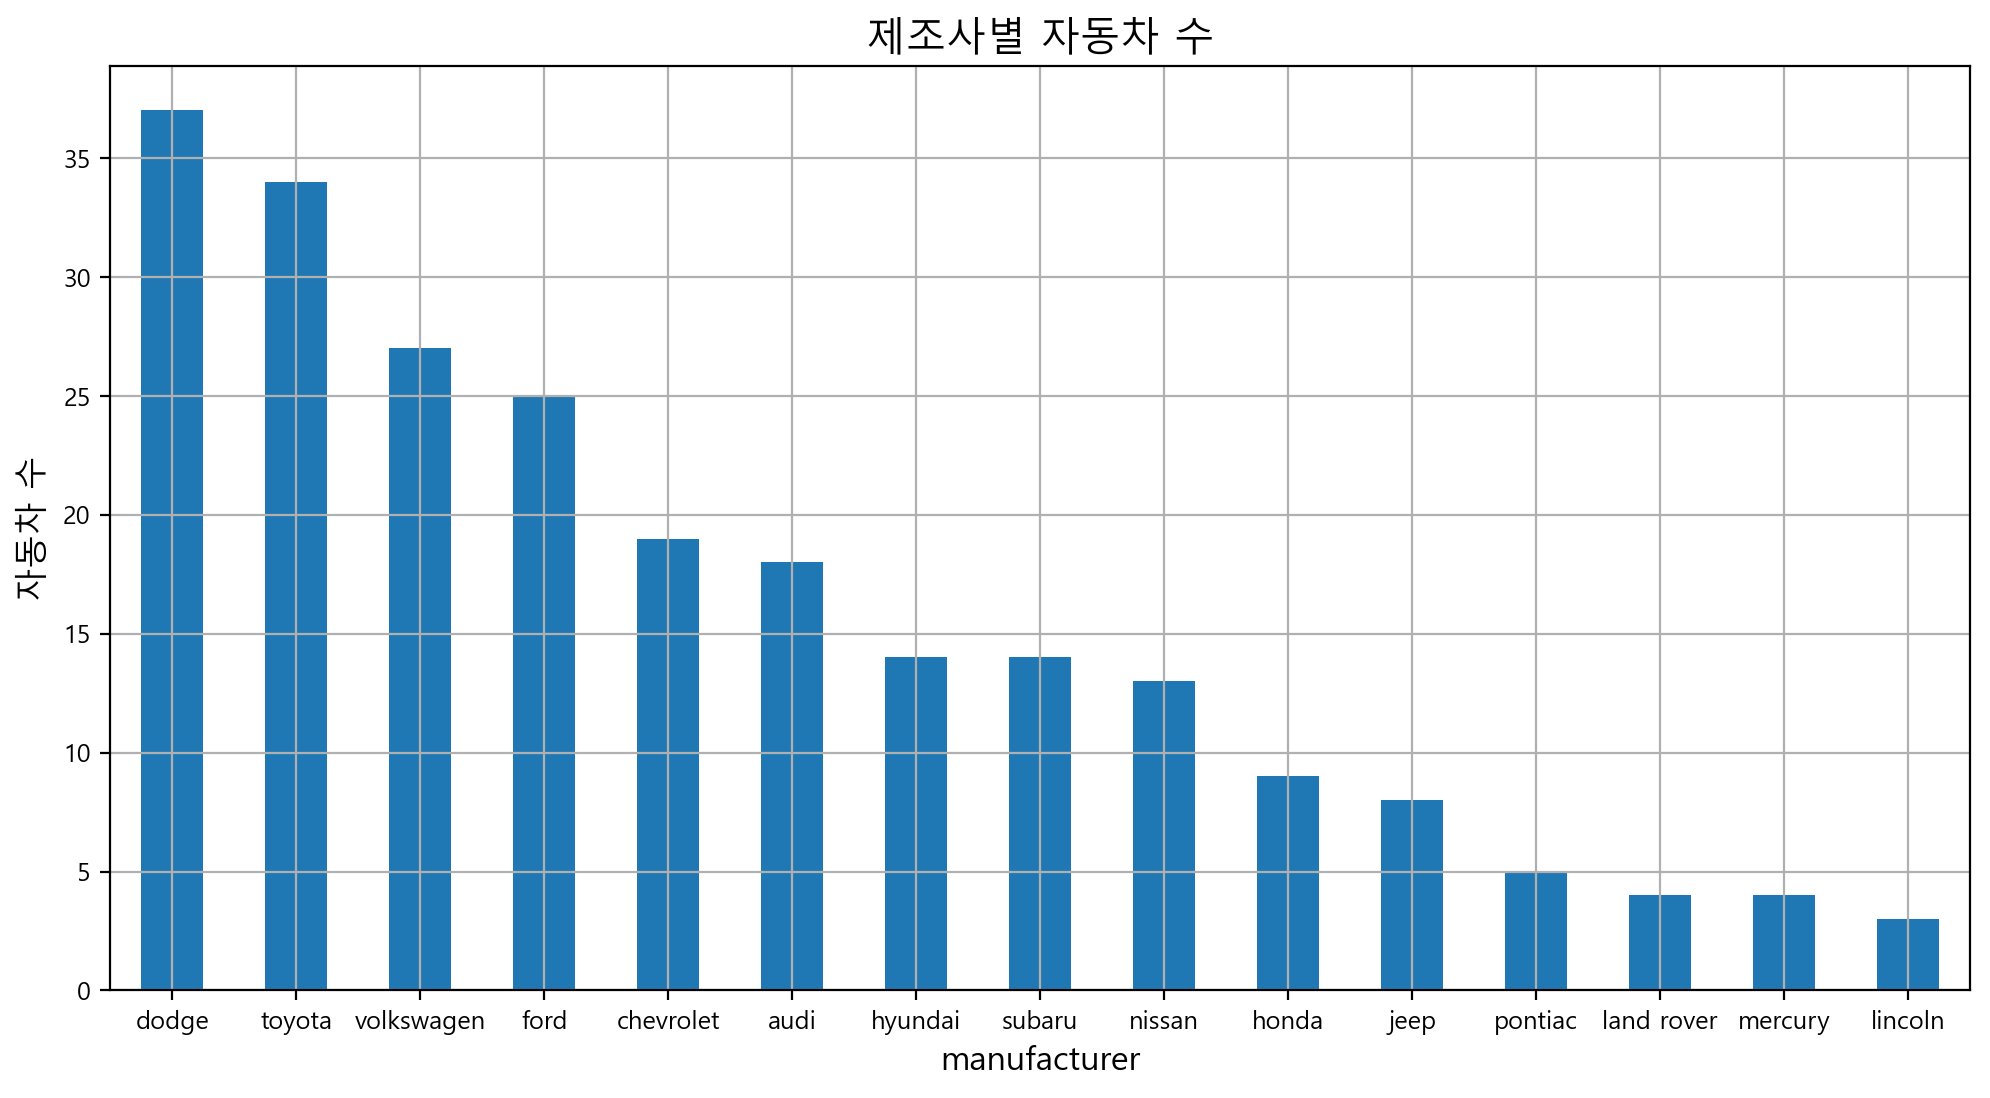 제조사별 자동차 수
자동차 수
35
30
25
20
15
10
5
0
dodge toyota volkswagen ford chevrolet audi hyundai subaru nissan honda jeep pontiac land rover mercury lincoln
manufacturer